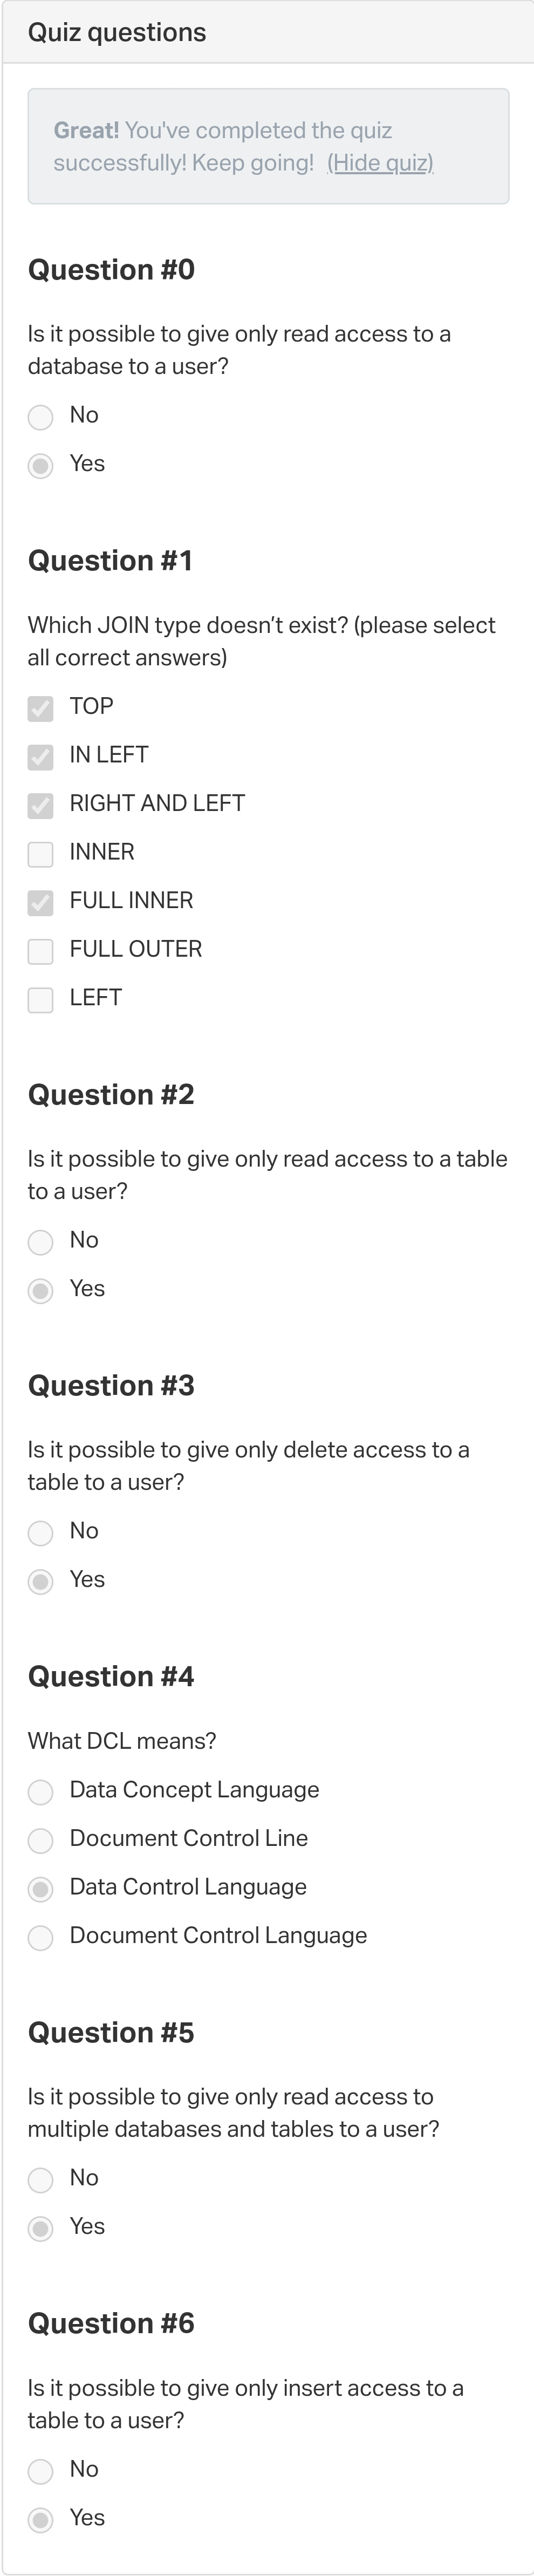 Quiz questions
Great! You've completed the quiz
successfully! Keep going! (Hide quiz)
Question #0
Is it possible to give only read access to a
database to a user?
No
Yes
Question #1
Which JOIN type doesn’t exist? (please select
all correct answers)
TOP
IN LEFT
RIGHT AND LEFT
INNER
FULL INNER
FULL OUTER
LEFT
Question #2
Is it possible to give only read access to a table
to a user?
No
Yes
Question #3
Is it possible to give only delete access to a
table to a user?
No
Yes
Question #4
What DCL means?
Data Concept Language
Document Control Line
Data Control Language
Document Control Language
Question #5
Is it possible to give only read access to
multiple databases and tables to a user?
No
Yes
Question #6
Is it possible to give only insert access to a
table to a user?
No
Yes